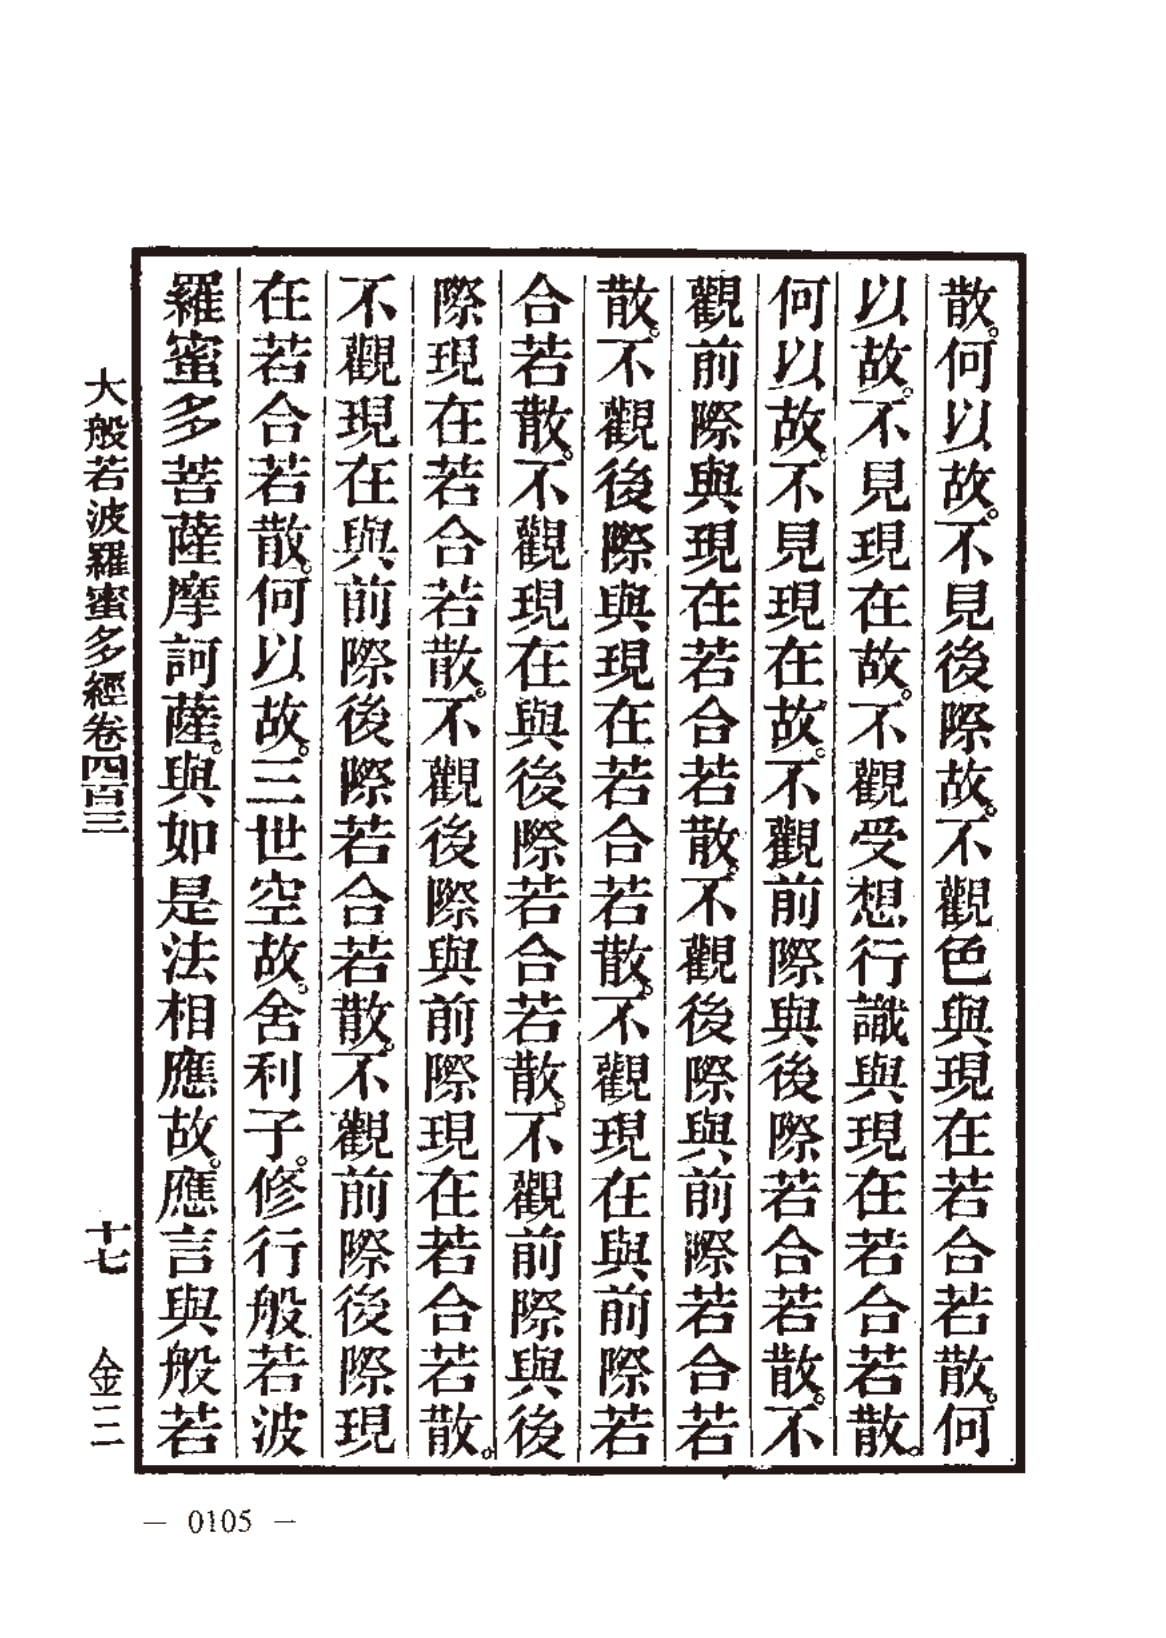 散。何以故。不見後際故。不觀色與現在若合若散。何
以故。不見現在故。不觀受想行識與現在若合若散。
何以故。不見現在故。不觀前際與後際若合若散。不
觀前際與現在若合若散。不觀後際與前際若合若
散。不觀後際與現在若合若散。不觀現在與前際若
合若散。不觀現在與後際若合若散。不觀前際與後
際現在若合若散。不觀後際與前際現在若合若散。
不觀現在與前際後際若合若散。不觀前際後際現
在若合若散。何以故。三世空故。舍利子。修行般若波
羅蜜多菩薩摩訶薩。與如是法相應故。應言與般若
大般若波羅蜜多經卷四百三 十七 金三
— 0105 —